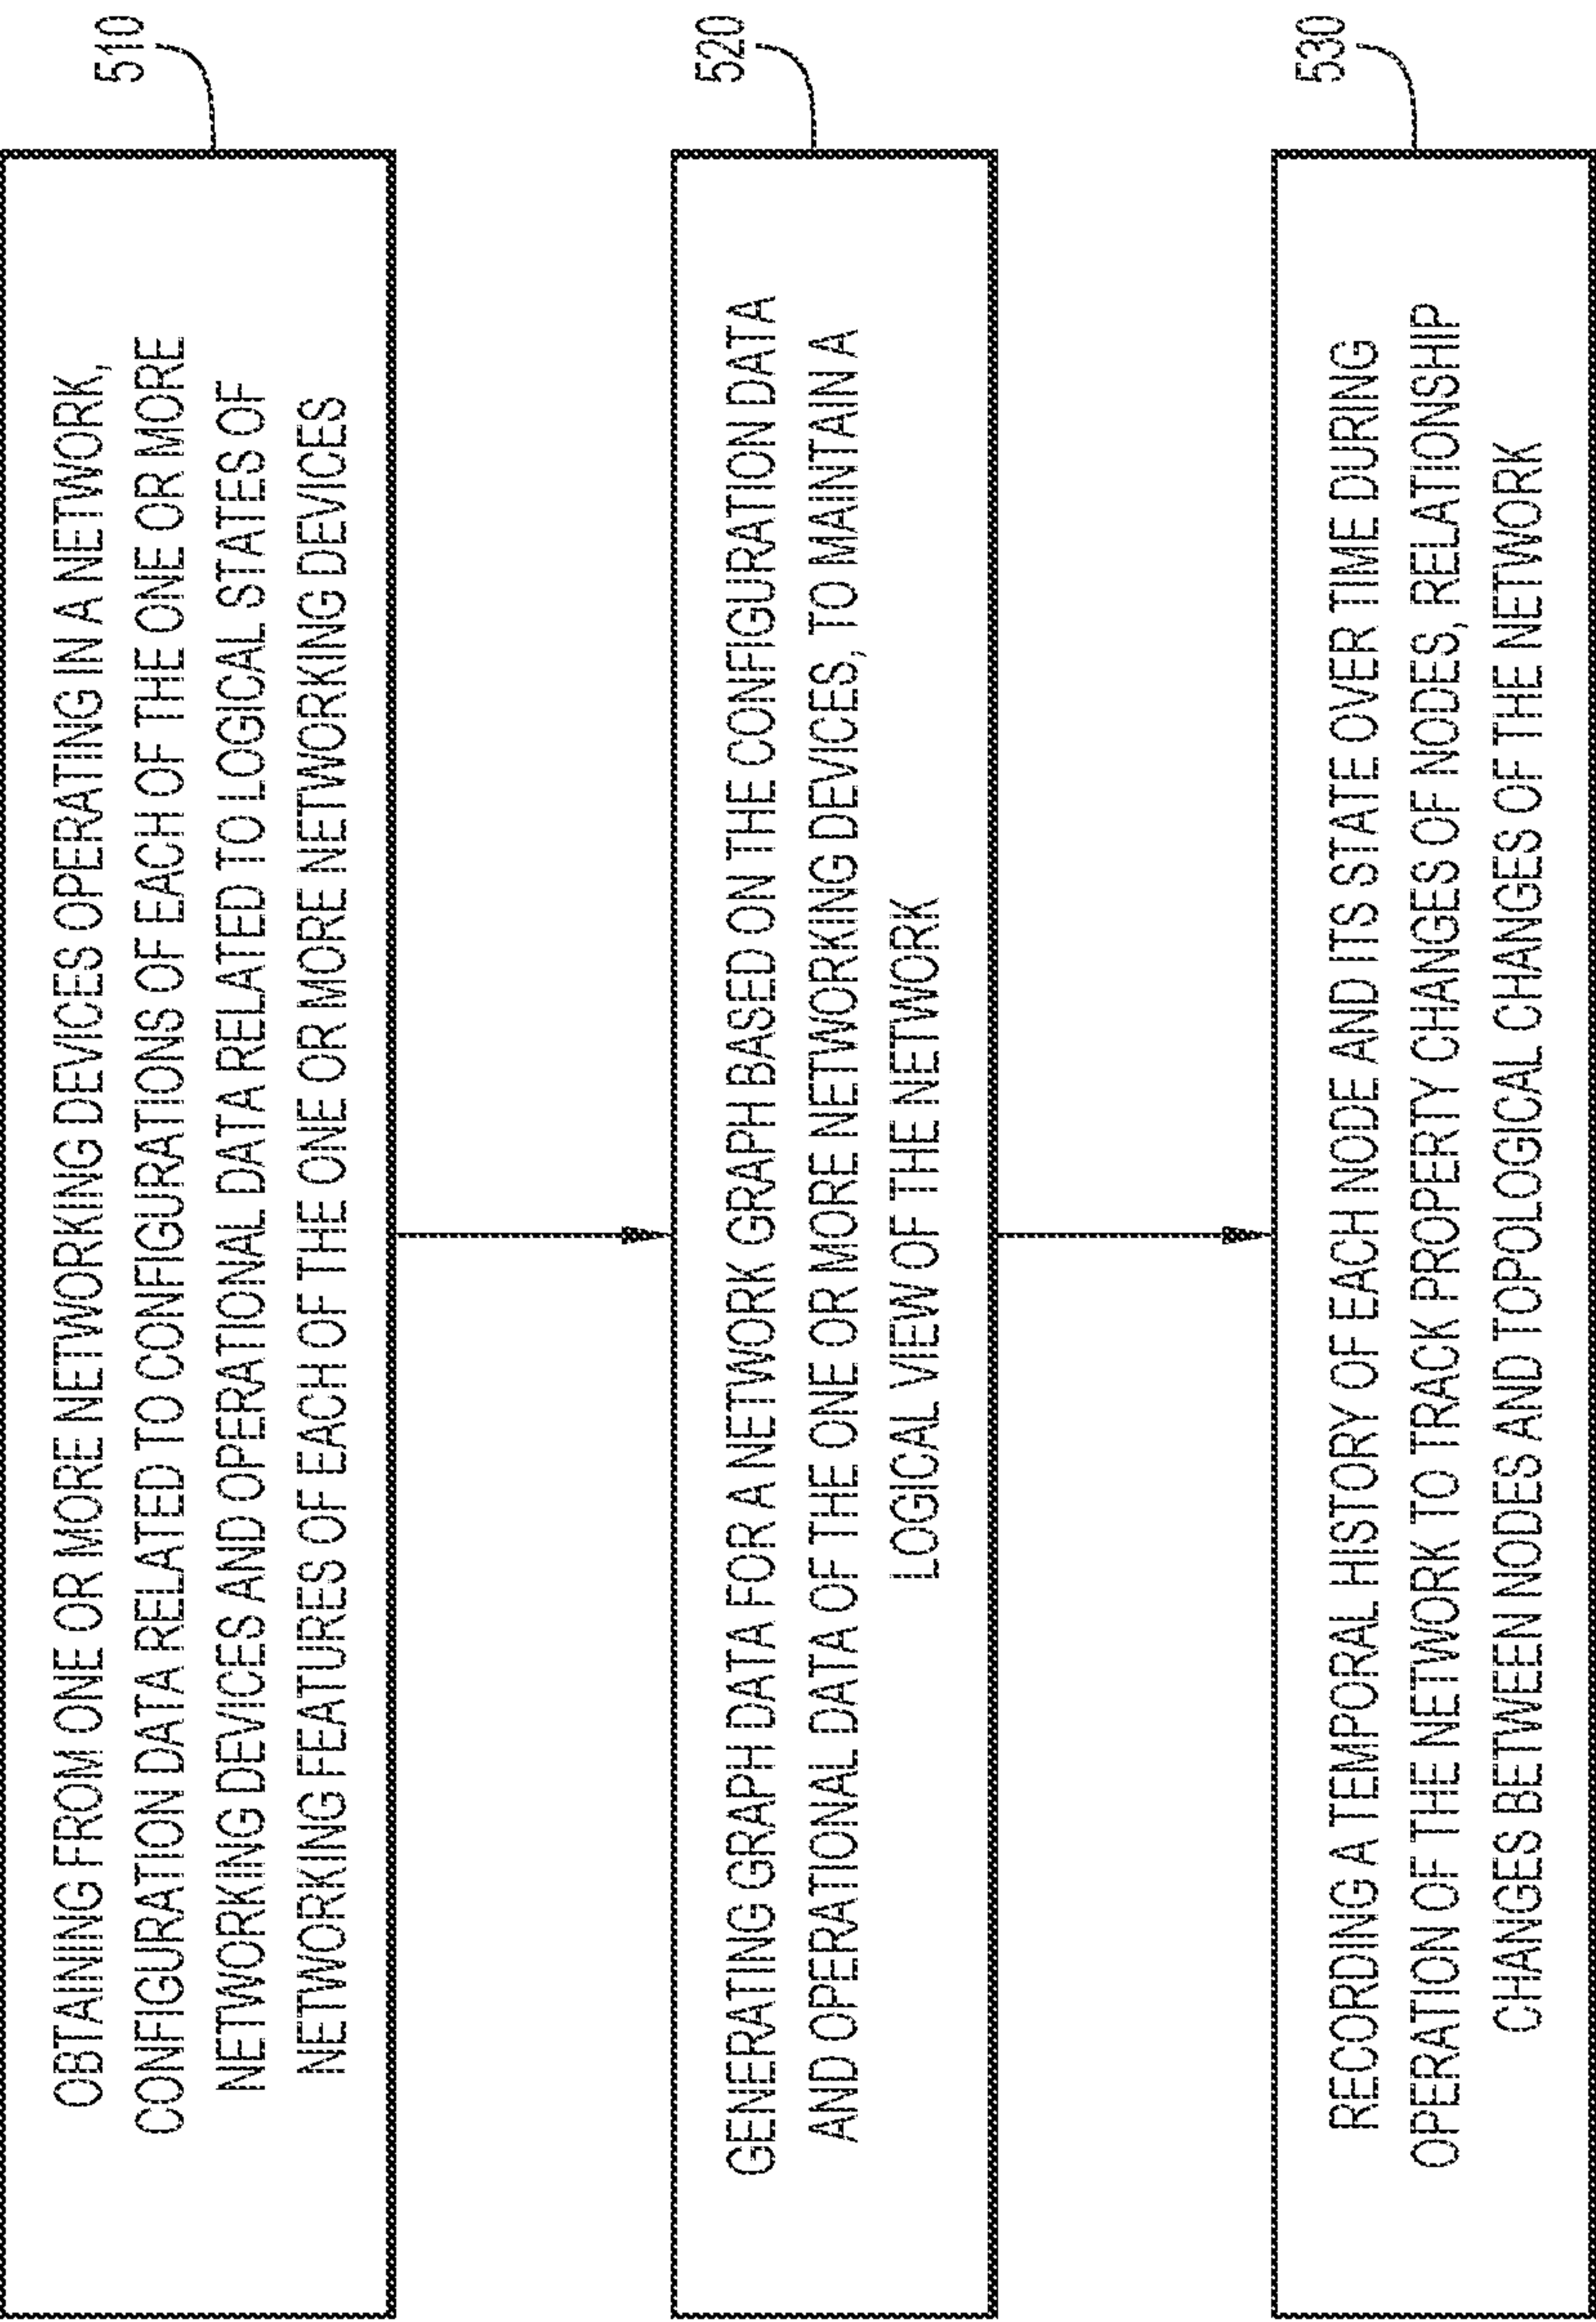 510
OBTAINING FROM ONE OR MORE NETWORKING DEVICES OPERATING IN A NETWORK,
CONFIGURATION DATA RELATED TO CONFIGURATIONS OF EACH OF THE ONE OR MORE
NETWORKING DEVICES AND OPERATIONAL DATA RELATED TO LOGICAL STATES OF
NETWORKING FEATURES OF EACH OF THE ONE OR MORE NETWORKING DEVICES
520
GENERATING GRAPH DATA FOR A NETWORK GRAPH BASED ON THE CONFIGURATION DATA
AND OPERATIONAL DATA OF THE ONE OR MORE NETWORKING DEVICES, TO MAINTAIN A
LOGICAL VIEW OF THE NETWORK
530
RECORDING A TEMPORAL HISTORY OF EACH NODE AND ITS STATE OVER TIME DURING
OPERATION OF THE NETWORK TO TRACK PROPERTY CHANGES OF NODES, RELATIONSHIP
CHANGES BETWEEN NODES AND TOPOLOGICAL CHANGES OF THE NETWORK